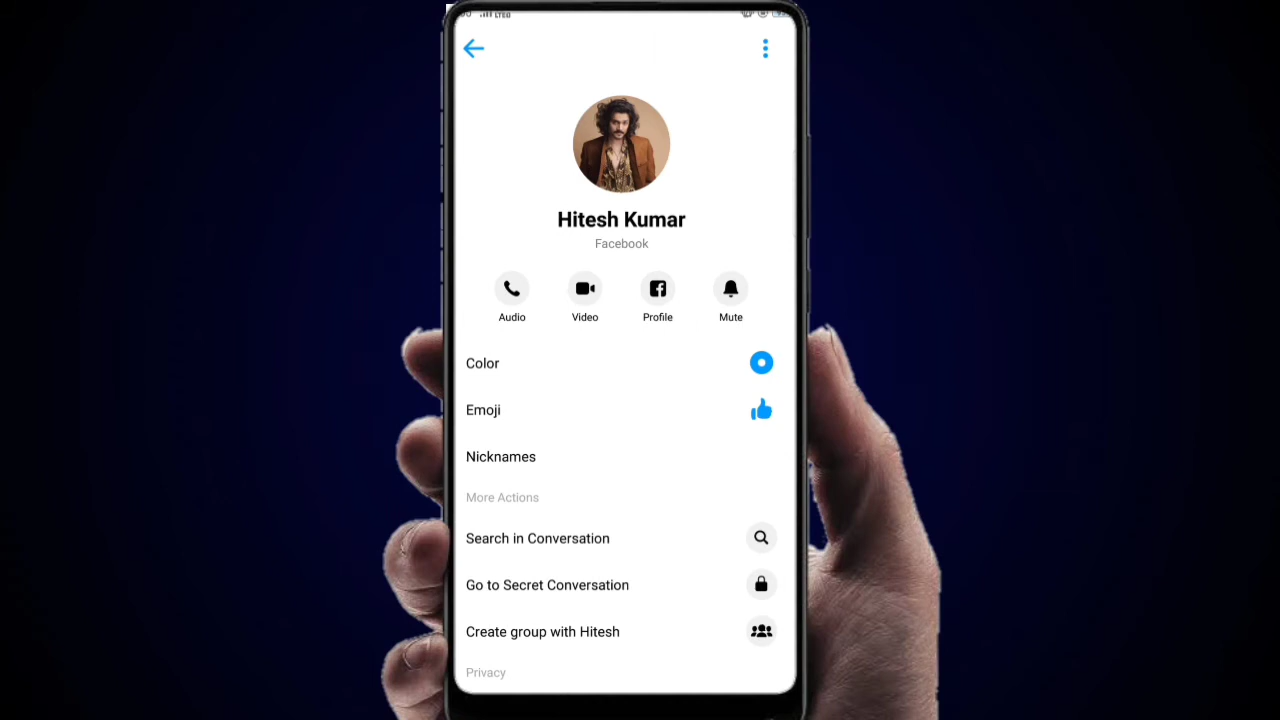 Hitesh Kumar
Facebook
Audio Video Profile Mute
Color
Emoji
Nicknames
More Actions
Search in Conversation
Go to Secret Conversation
Create group with Hitesh
Privacy